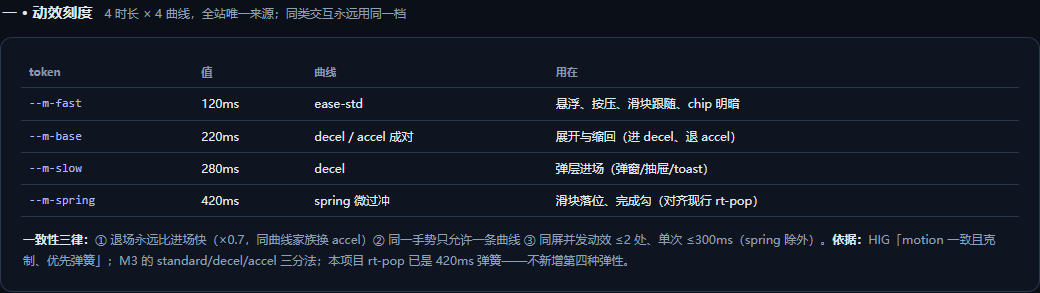 一 • 动效刻度 4 时长 × 4 曲线，全站唯一来源；同类交互永远用同一档
token 值 曲线 用在
--m-fast 120ms ease-std 悬浮、按压、滑块跟随、chip 明暗
--m-base 220ms decel / accel 成对 展开与缩回（进 decel、退 accel）
--m-slow 280ms decel 弹层进场（弹窗/抽屉/toast）
--m-spring 420ms spring 微过冲 滑块落位、完成勾（对齐现行 rt-pop）
一致性三律：① 退场永远比进场快（×0.7，同曲线家族换 accel）② 同一手势只允许一条曲线 ③ 同屏并发动效 ≤2 处、单次 ≤300ms（spring 除外）。依据：HIG「motion 一致且克
制、优先弹簧」；M3 的 standard/decel/accel 三分法；本项目 rt-pop 已是 420ms 弹簧——不新增第四种弹性。